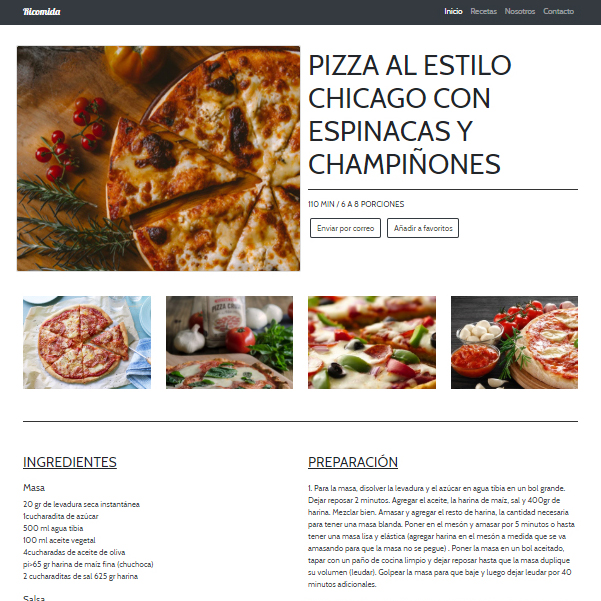 Ricomida
Inicio Recetas Nosotros Contacto
PIZZA AL ESTILO
CHICAGO CON
ESPINACAS Y
CHAMPIÑONES
110 MIN / 6 A 8 PORCIONES
Enviar por correo Añadir a favoritos
INGREDIENTES
Masa
20 gr de levadura seca instantánea
1cucharadita de azúcar
500 ml agua tibia
100 ml aceite vegetal
4cucharadas de aceite de oliva
pi>65 gr harina de maíz fina (chuchoca)
2 cucharaditas de sal 625 gr harina
Salsa
PREPARACIÓN
1. Para la masa, disolver la levadura y el azúcar en agua tibia en un bol grande.
Dejar reposar 2 minutos. Agregar el aceite, la harina de maíz, sal y 400gr de
harina. Mezclar bien. Amasar y agregar el resto de harina, la cantidad necesaria
para tener una masa blanda. Poner en el mesón y amasar por 5 minutos o hasta
tener una masa lisa y elástica (agregar harina en el mesón a medida que se va
amasando para que la masa no se pegue) . Poner la masa en un bol aceitado,
tapar con un paño de cocina limpio y dejar reposar hasta que la masa duplique
su volumen (leudar). Golpear la masa para que baje y luego dejar leudar por 40
minutos adicionales.